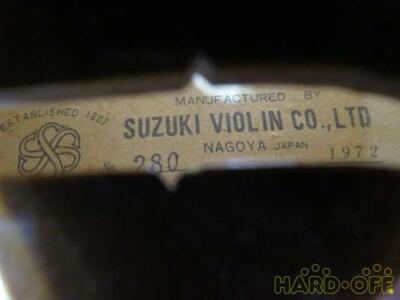 ESTABLISHED 1887
MANUFACTURED BY
SUZUKI VIOLIN CO.,LTD
NAGOYA JAPAN
No 280
1972
HARD-OFF